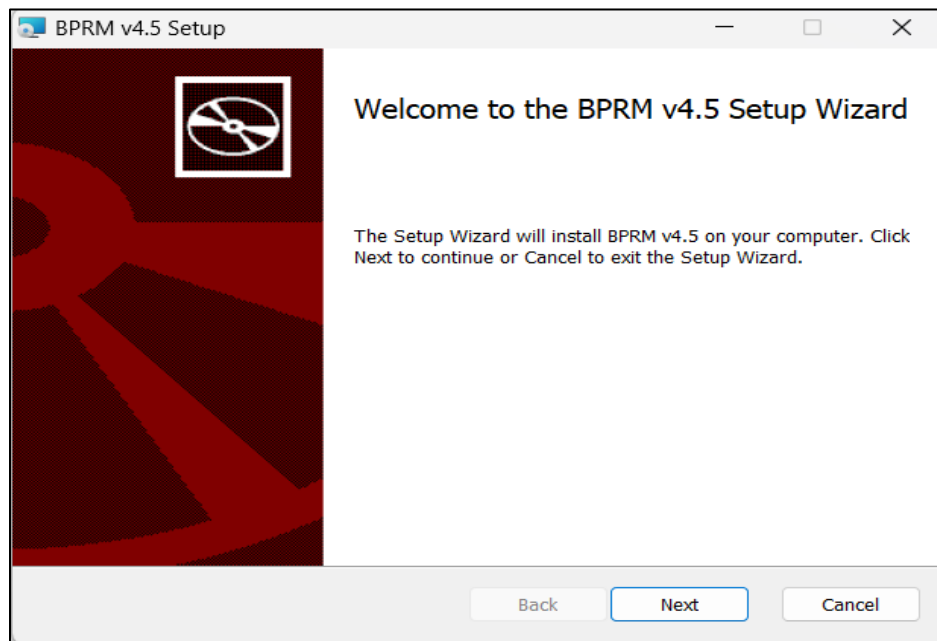 BPRM v4.5 Setup
Welcome to the BPRM v4.5 Setup Wizard
The Setup Wizard will install BPRM v4.5 on your computer. Click
Next to continue or Cancel to exit the Setup Wizard.
Back Next Cancel